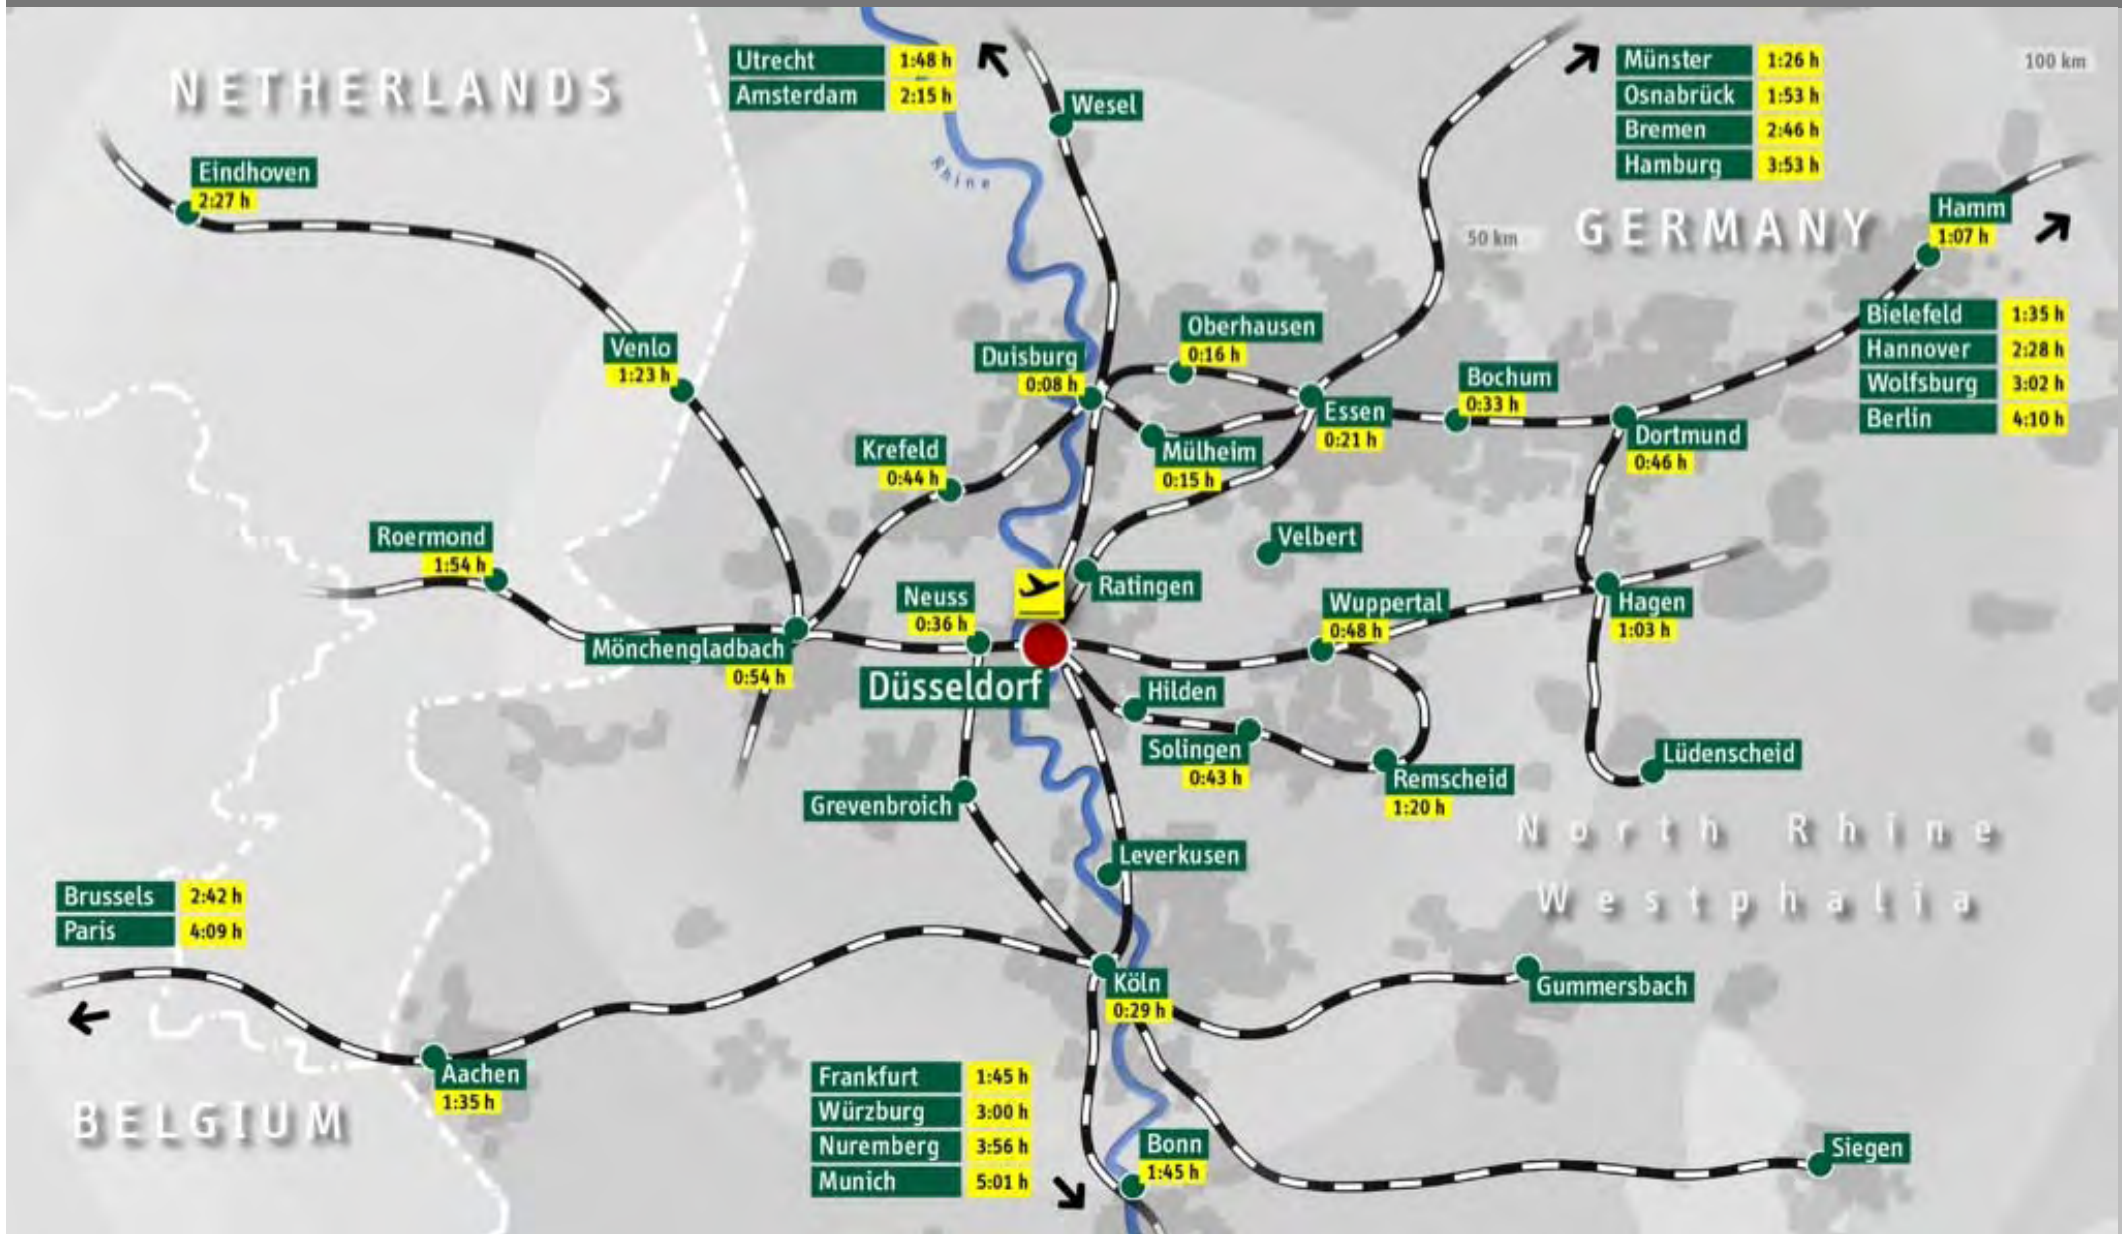 NETHERLANDS
Utrecht 1:48 h
Amsterdam 2:15 h
Wesel
Rhine
Münster 1:26 h
Osnabrück 1:53 h
Bremen 2:46 h
Hamburg 3:53 h
100 km
Eindhoven
2:27 h
50 km
GERMANY
Hamm
1:07 h
Bielefeld 1:35 h
Hannover 2:28 h
Wolfsburg 3:02 h
Berlin 4:10 h
Venlo
1:23 h
Duisburg
0:08 h
Oberhausen
0:16 h
Essen
0:21 h
Bochum
0:33 h
Dortmund
0:46 h
Krefeld
0:44 h
Mülheim
0:15 h
Roermond
1:54 h
Velbert
Neuss
0:36 h
Ratingen
Wuppertal
0:48 h
Hagen
1:03 h
Mönchengladbach
0:54 h
Düsseldorf
Hilden
Solingen
0:43 h
Remscheid
1:20 h
Lüdenscheid
Grevenbroich
North Rhine
Westphalia
Leverkusen
Brussels 2:42 h
Paris 4:09 h
Köln
0:29 h
Gummersbach
Aachen
1:35 h
BELGIUM
Frankfurt 1:45 h
Würzburg 3:00 h
Nuremberg 3:56 h
Munich 5:01 h
Bonn
1:45 h
Siegen